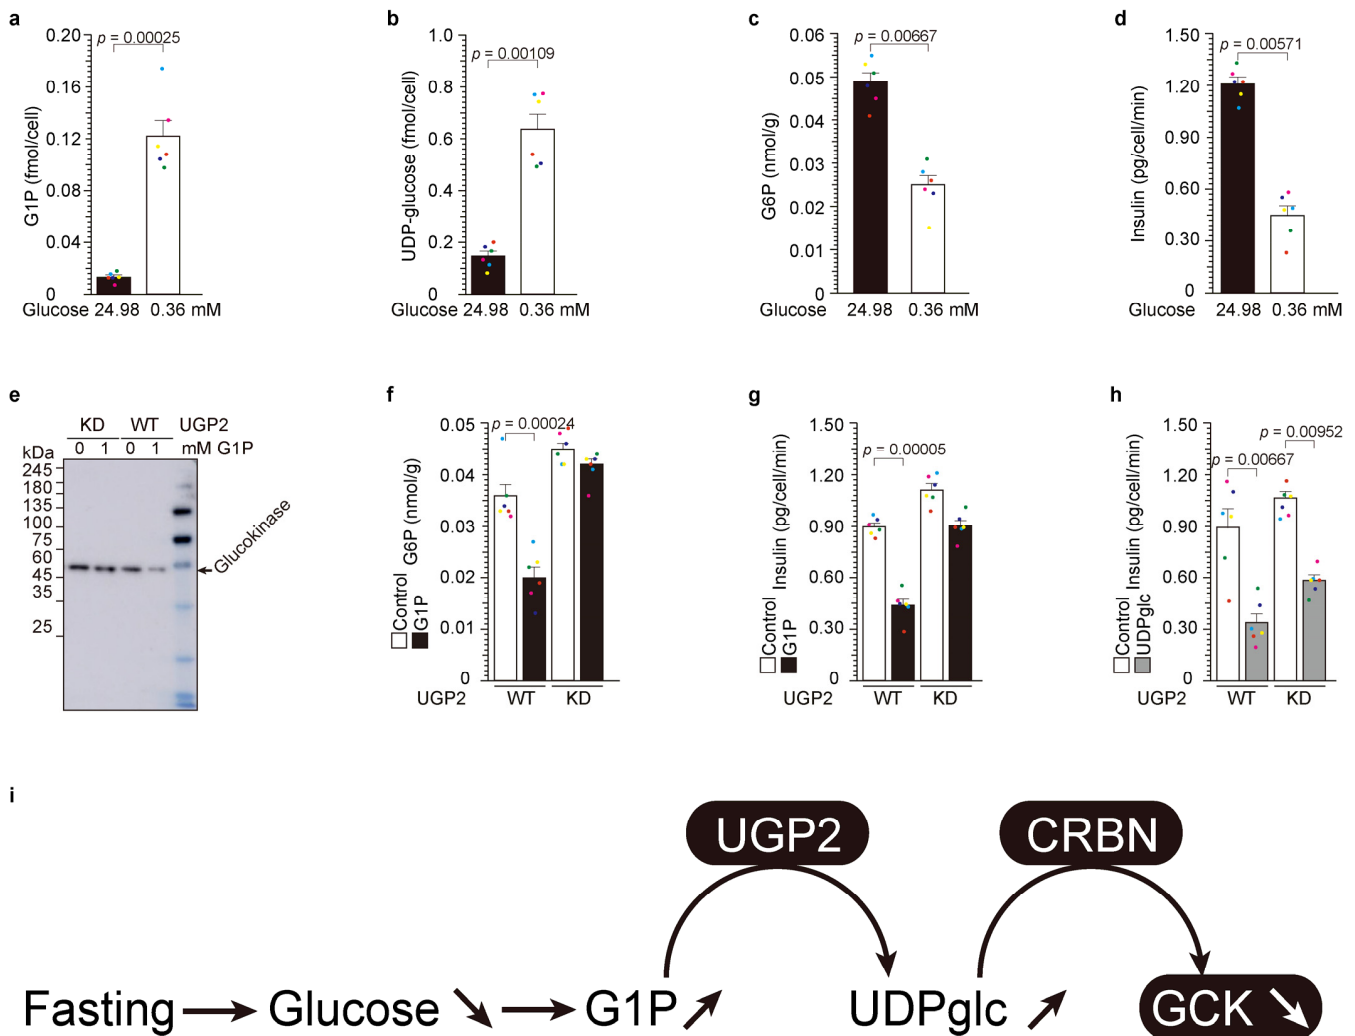 a
0.20
0.16
0.12
0.08
0.04
0
G1P (fmol/cell)
p = 0.00025
Glucose 24.98 0.36 mM
b
1.0
0.8
0.6
0.4
0.2
0
UDP-glucose (fmol/cell)
p = 0.00109
Glucose 24.98 0.36 mM
c
0.06
0.05
0.04
0.03
0.02
0.01
0
G6P (nmol/g)
p = 0.00667
Glucose 24.98 0.36 mM
d
1.50
1.20
0.90
0.60
0.30
0
Insulin (pg/cell/min)
p = 0.00571
Glucose 24.98 0.36 mM
e
KD WT UGP2
kDa 0 1 0 1 mM G1P
245
180
135
100
75
60
45
35
25
Glucokinase
f
0.05
0.04
0.03
0.02
0.01
0
G6P (nmol/g)
p = 0.00024
Control
G1P
UGP2 WT KD
g
1.50
1.20
0.90
0.60
0.30
0
Insulin (pg/cell/min)
p = 0.00005
Control
G1P
UGP2 WT KD
h
1.50
1.20
0.90
0.60
0.30
0
Insulin (pg/cell/min)
p = 0.00952
p = 0.00667
Control
UDPglc
UGP2 WT KD
i
UGP2 CRBN
Fasting Glucose G1P UDPglc GCK